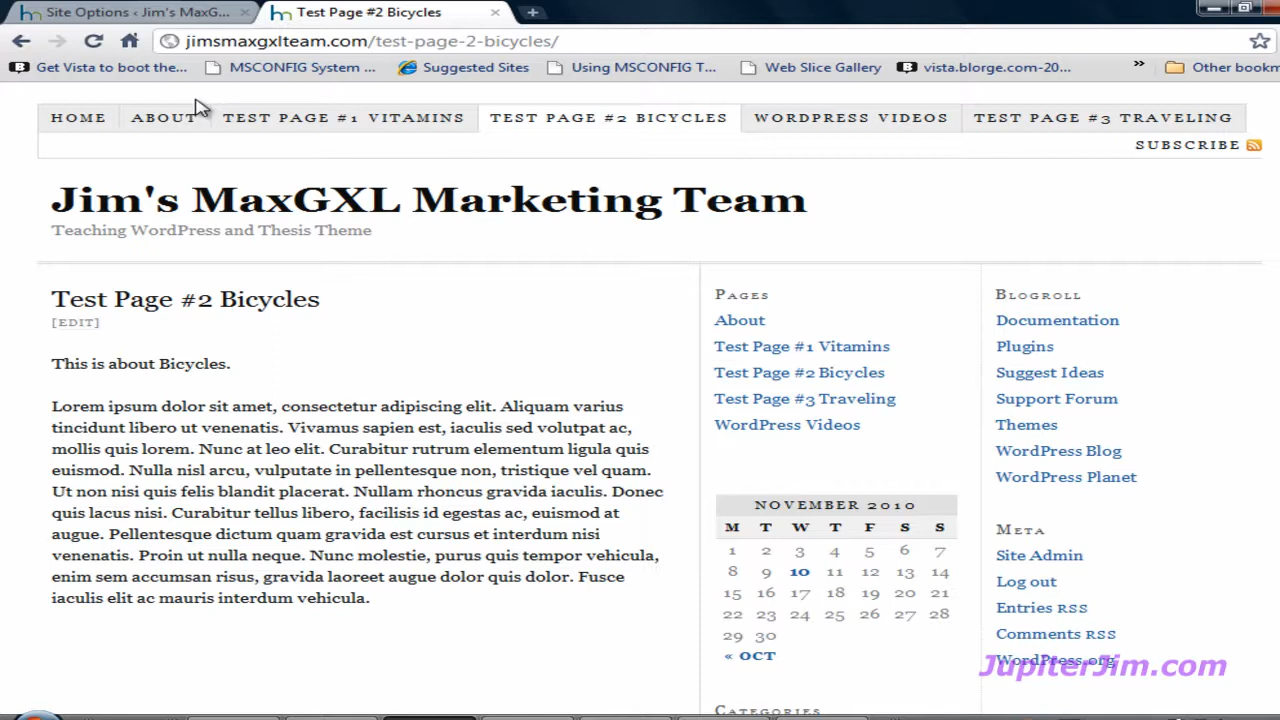 Site Options ‹ Jim's MaxG...
Test Page #2 Bicycles
jimsmaxgxlteam.com/test-page-2-bicycles/
Get Vista to boot the...
MSCONFIG System ...
Suggested Sites
Using MSCONFIG T...
Web Slice Gallery
vista.blorge.com-20...
»
Other bookm
HOME
ABOUT
TEST PAGE #1 VITAMINS
TEST PAGE #2 BICYCLES
WORDPRESS VIDEOS
TEST PAGE #3 TRAVELING
SUBSCRIBE
Jim's MaxGXL Marketing Team
Teaching WordPress and Thesis Theme
Test Page #2 Bicycles
[EDIT]
This is about Bicycles.
Lorem ipsum dolor sit amet, consectetur adipiscing elit. Aliquam varius
tincidunt libero ut venenatis. Vivamus sapien est, iaculis sed volutpat ac,
mollis quis lorem. Nunc at leo elit. Curabitur rutrum elementum ligula quis
euismod. Nulla nisl arcu, vulputate in pellentesque non, tristique vel quam.
Ut non nisi quis felis blandit placerat. Nullam rhoncus gravida iaculis. Donec
quis lacus nisi. Curabitur tellus libero, facilisis id egestas ac, euismod at
augue. Pellentesque dictum quam gravida est cursus et interdum nisi
venenatis. Proin ut nulla neque. Nunc molestie, purus quis tempor vehicula,
enim sem accumsan risus, gravida laoreet augue dolor quis dolor. Fusce
iaculis elit ac mauris interdum vehicula.
PAGES
About
Test Page #1 Vitamins
Test Page #2 Bicycles
Test Page #3 Traveling
WordPress Videos
NOVEMBER 2010
M T W T F S S
1 2 3 4 5 6 7
8 9 10 11 12 13 14
15 16 17 18 19 20 21
22 23 24 25 26 27 28
29 30
« OCT
CATEGORIES
BLOGROLL
Documentation
Plugins
Suggest Ideas
Support Forum
Themes
WordPress Blog
WordPress Planet
META
Site Admin
Log out
Entries RSS
Comments RSS
WordPress.org
JupiterJim.com